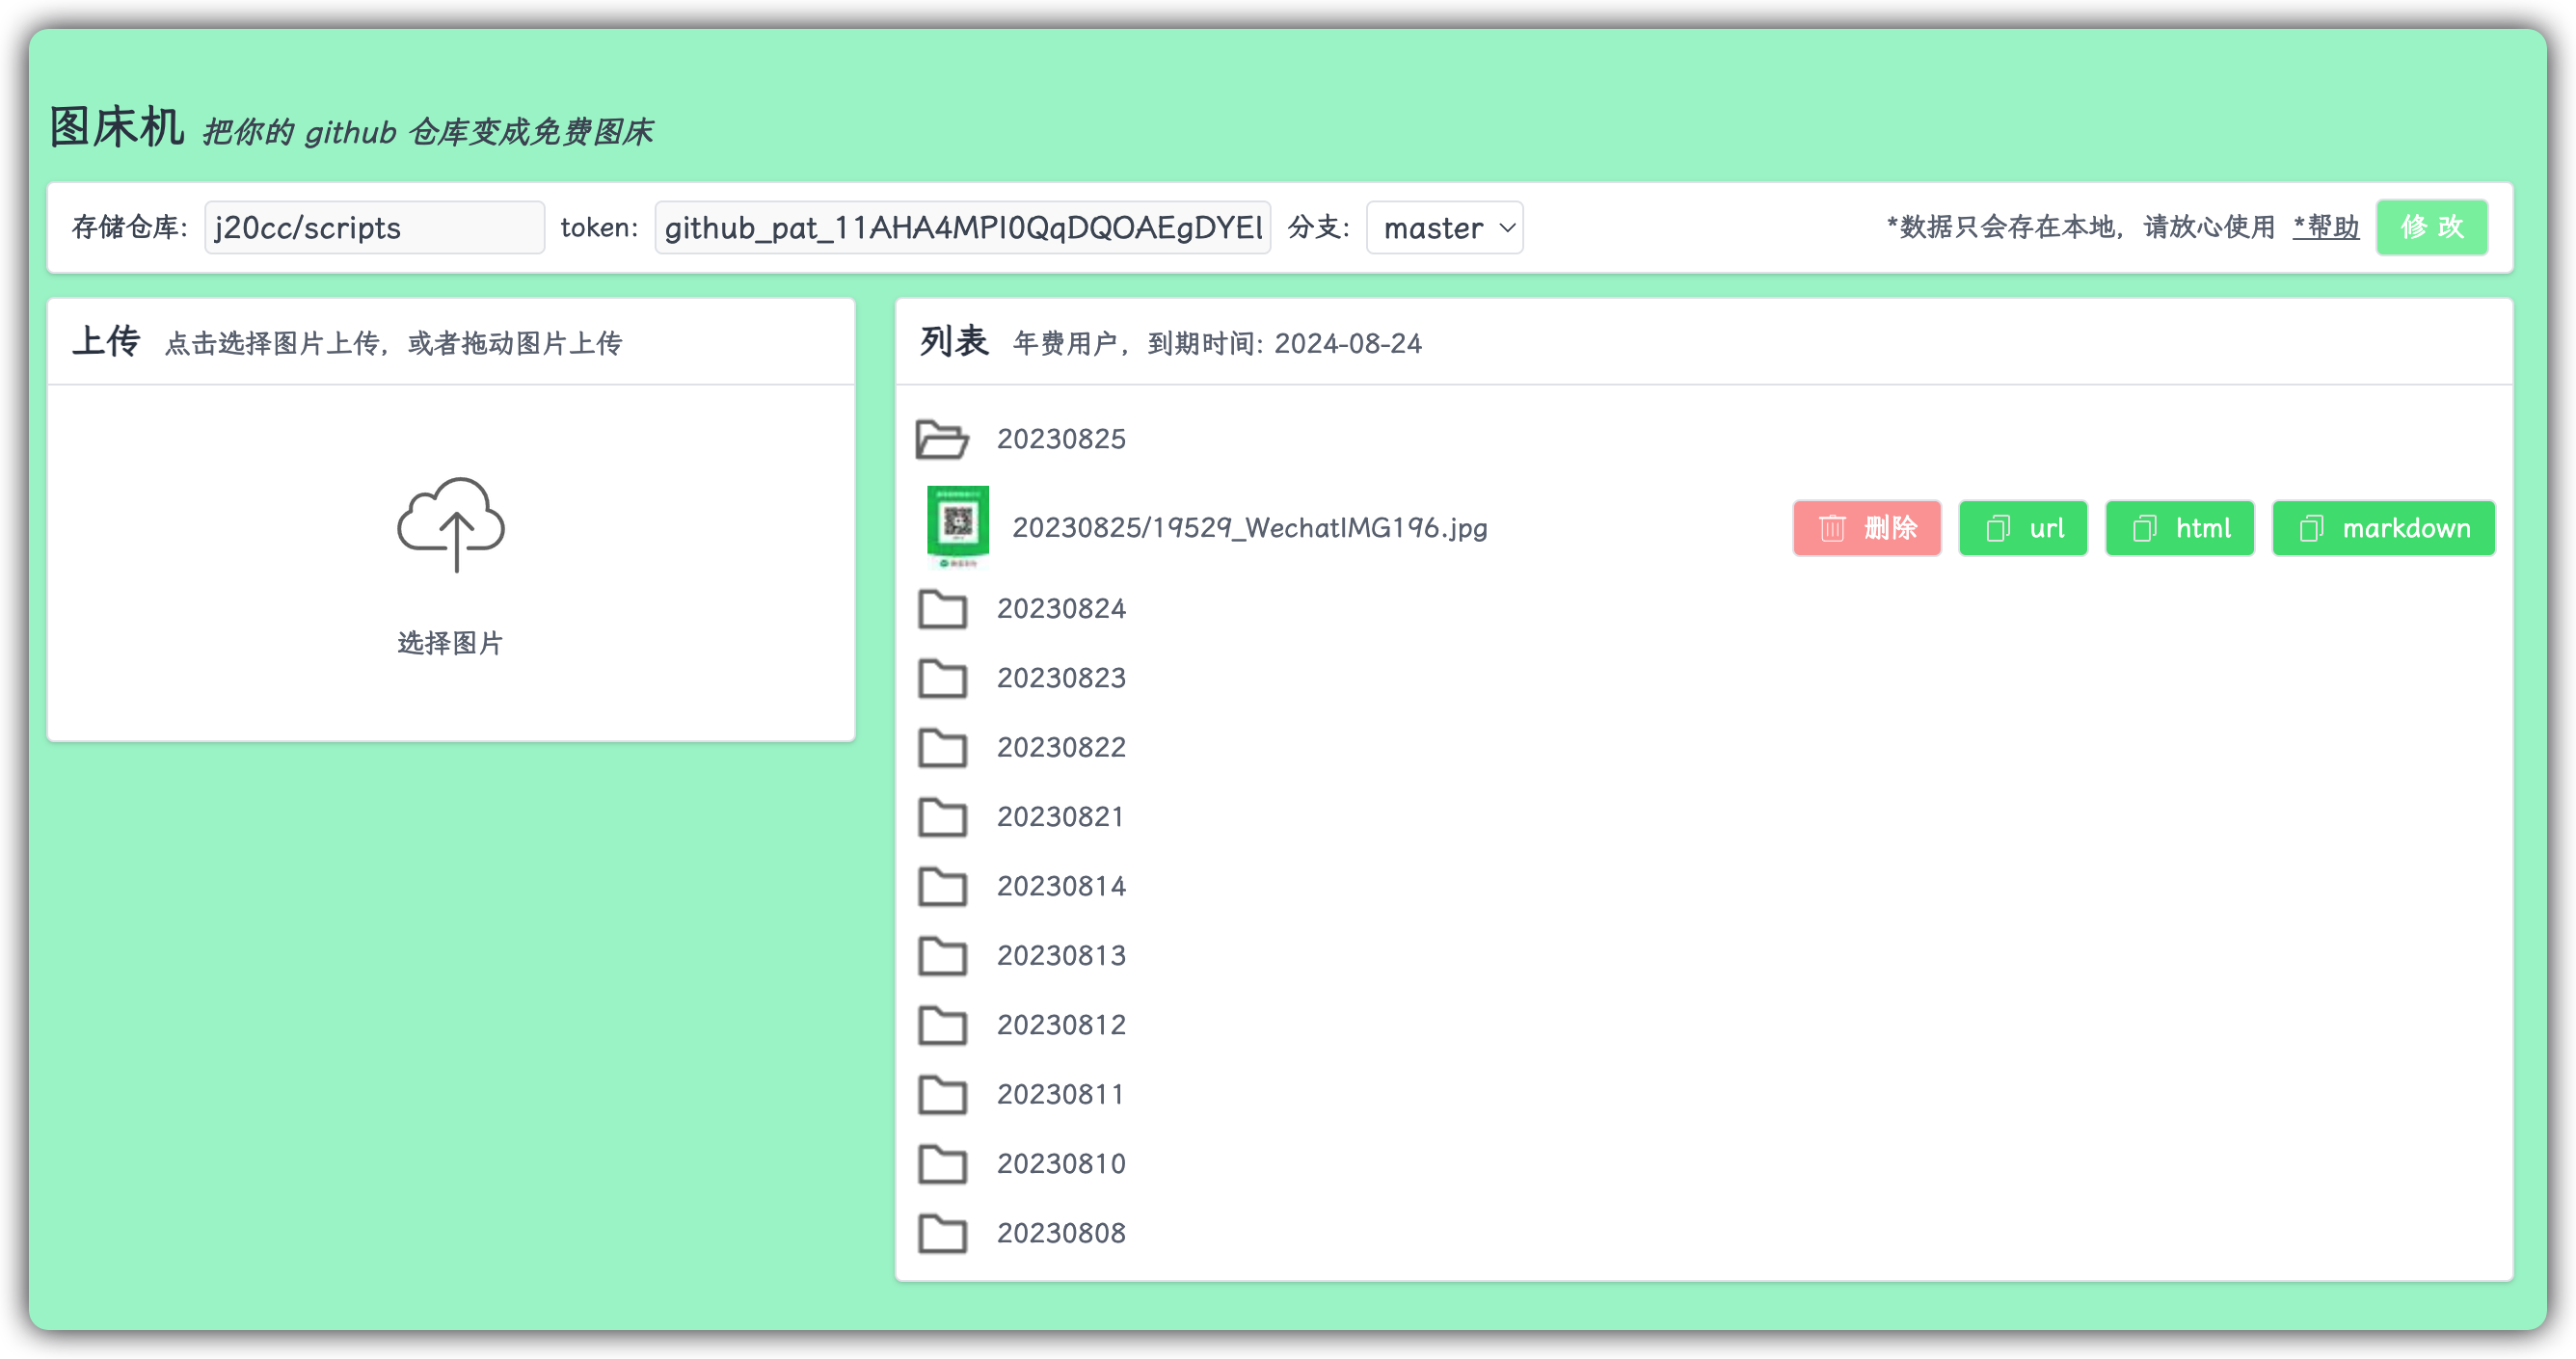 图床机 把你的 github 仓库变成免费图床
存储仓库: j20cc/scripts token: github_pat_11AHA4MPI0QqDQOAEgDYEl 分支: master *数据只会存在本地，请放心使用 *帮助 修 改
上传 点击选择图片上传，或者拖动图片上传
选择图片
列表 年费用户，到期时间: 2024-08-24
20230825
20230825/19529_WechatIMG196.jpg 删除 url html markdown
20230824
20230823
20230822
20230821
20230814
20230813
20230812
20230811
20230810
20230808